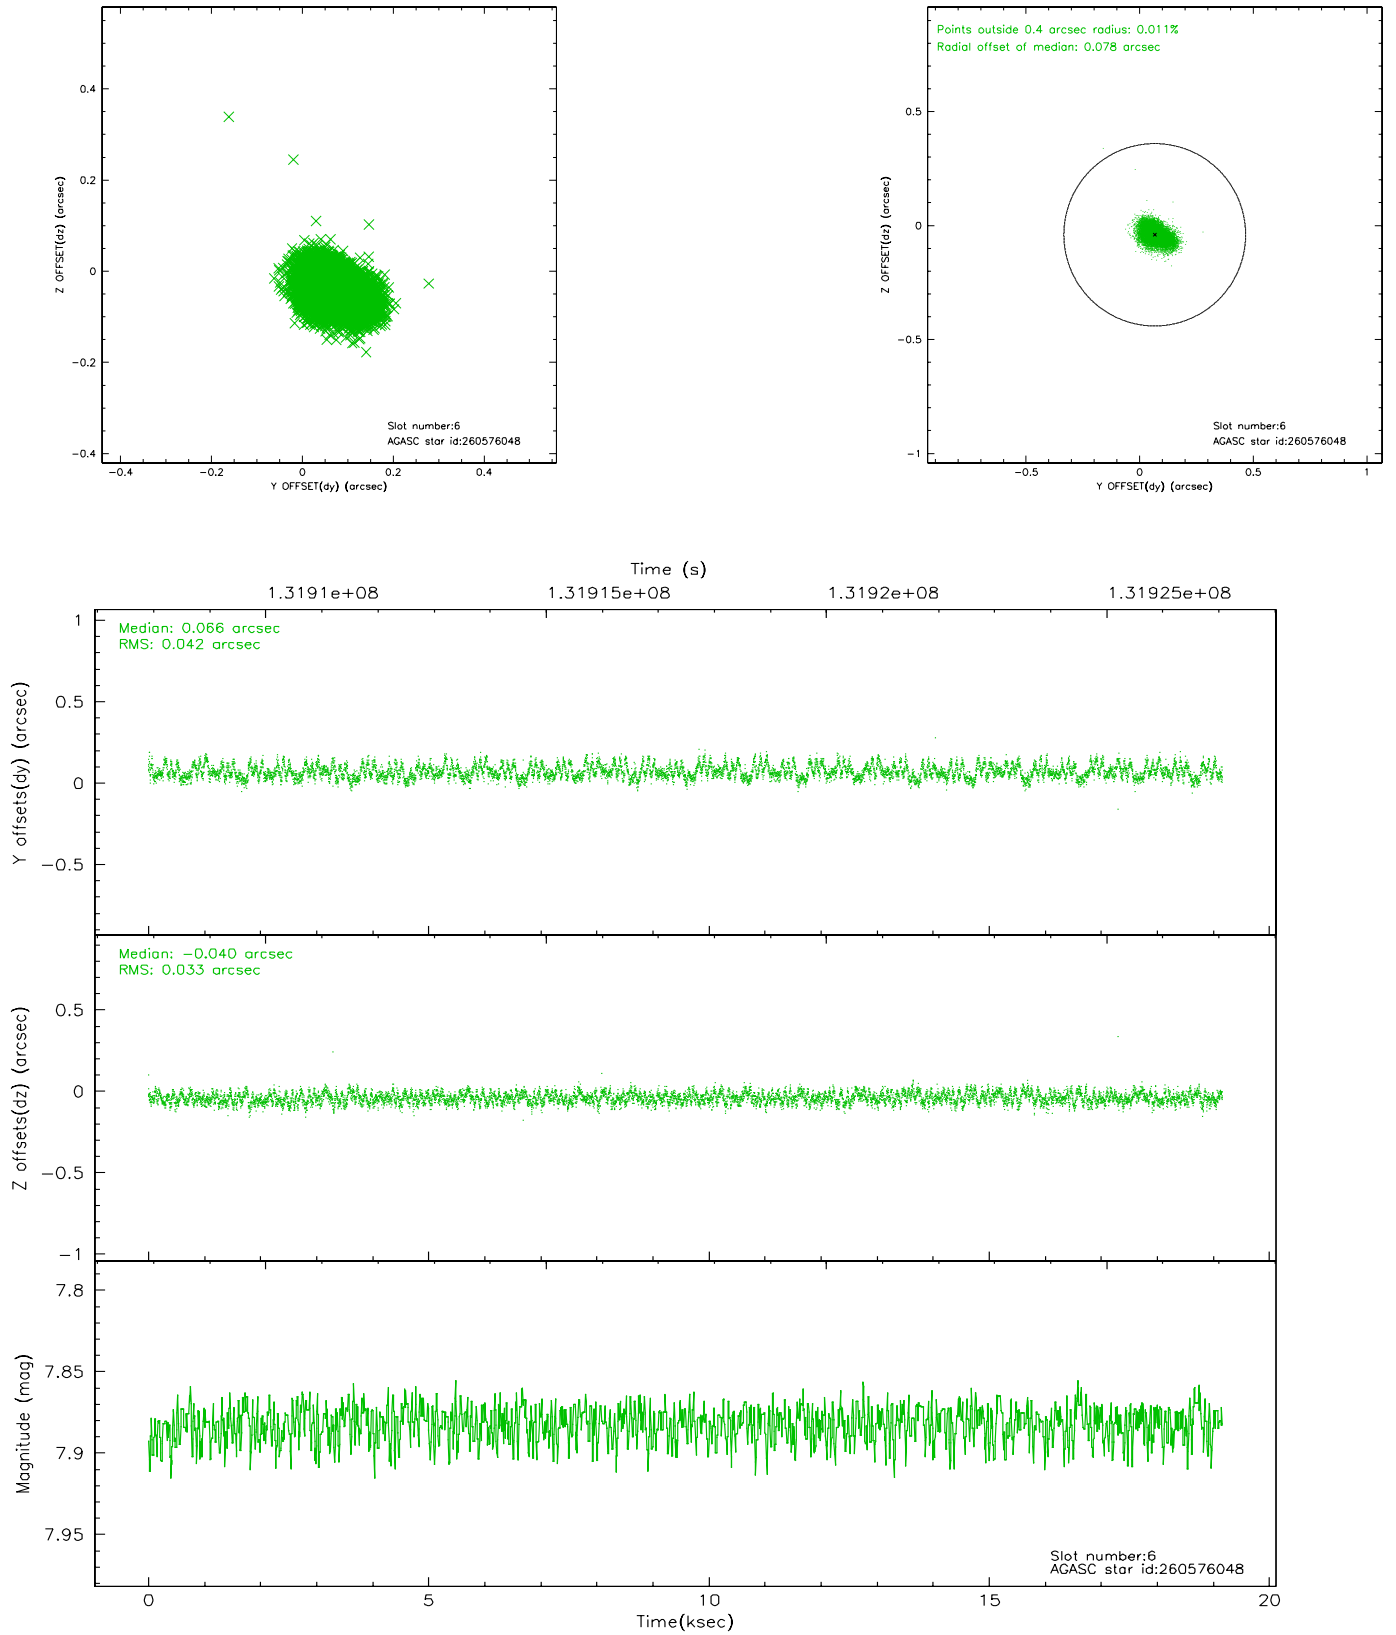 0.4
0.2
0
−0.2
−0.4
Z OFFSET(dz) (arcsec)
Slot number:6
AGASC star id:260576048
−0.4
−0.2
0
0.2
0.4
Y OFFSET(dy) (arcsec)
Points outside 0.4 arcsec radius: 0.011%
Radial offset of median: 0.078 arcsec
0.5
0
−0.5
−1
Z OFFSET(dz) (arcsec)
Slot number:6
AGASC star id:260576048
−0.5
0
0.5
1
Y OFFSET(dy) (arcsec)
Time (s)
1.3191e+08
1.31915e+08
1.3192e+08
1.31925e+08
Median: 0.066 arcsec
RMS: 0.042 arcsec
1
0.5
0
−0.5
Y offsets(dy) (arcsec)
Median: −0.040 arcsec
RMS: 0.033 arcsec
0.5
0
−0.5
−1
Z offsets(dz) (arcsec)
7.8
7.85
7.9
7.95
Magnitude (mag)
Slot number:6
AGASC star id:260576048
0
5
10
15
20
Time(ksec)